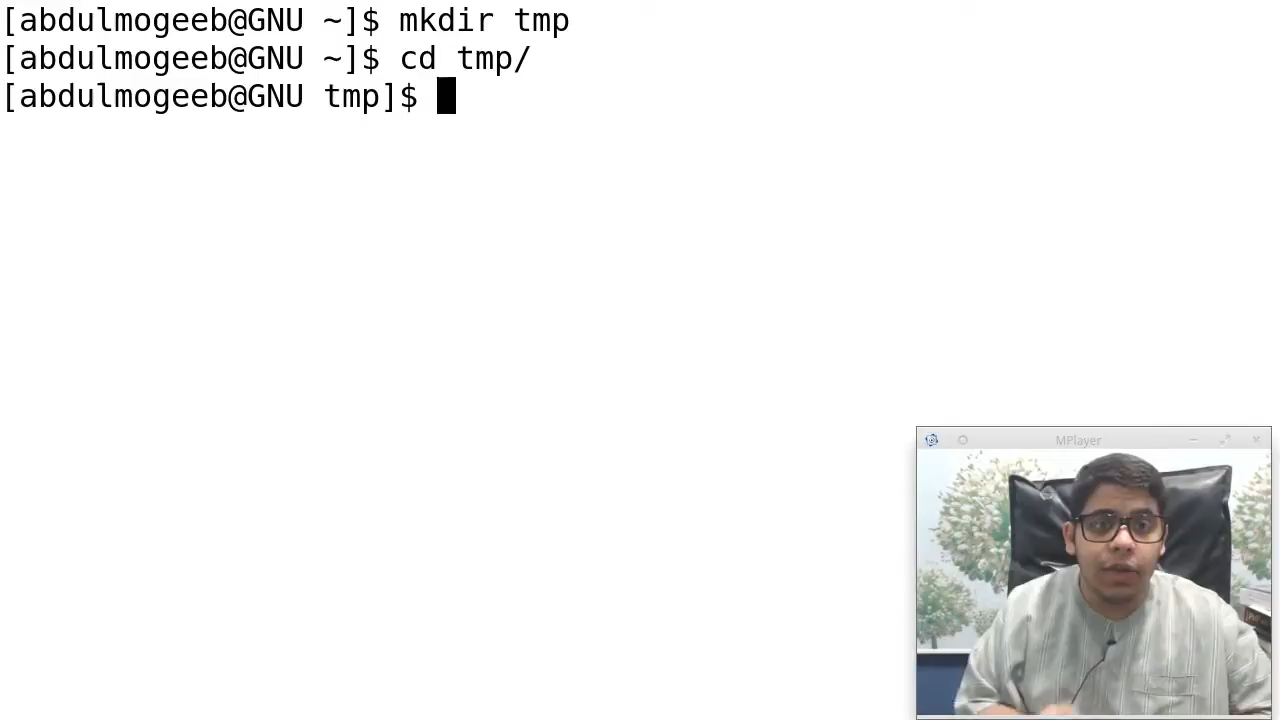 [abdulmogeeb@GNU ~]$ mkdir tmp
[abdulmogeeb@GNU ~]$ cd tmp/
[abdulmogeeb@GNU tmp]$
MPlayer